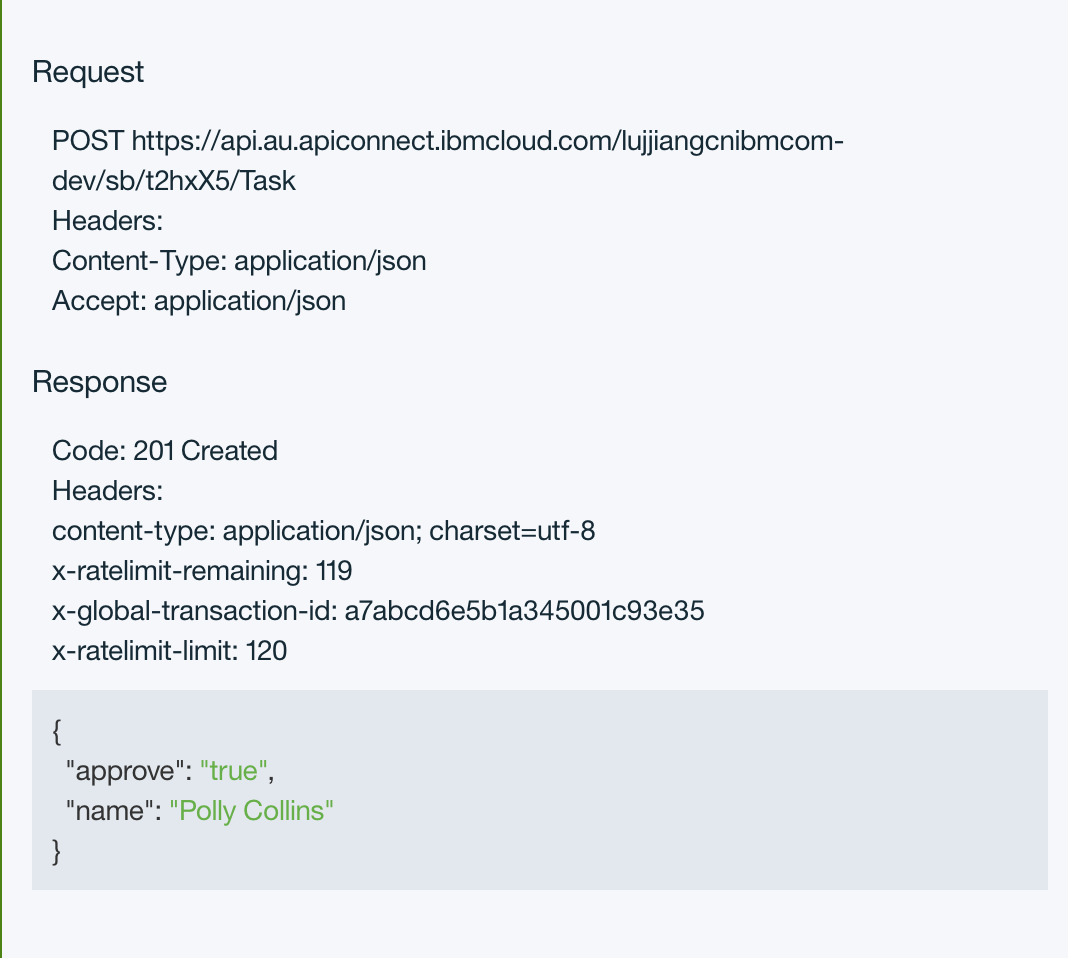 Request
POST https://api.au.apiconnect.ibmcloud.com/lujjiangcnibmcom-
dev/sb/t2hxX5/Task
Headers:
Content-Type: application/json
Accept: application/json
Response
Code: 201 Created
Headers:
content-type: application/json; charset=utf-8
x-ratelimit-remaining: 119
x-global-transaction-id: a7abcd6e5b1a345001c93e35
x-ratelimit-limit: 120
{
  "approve": "true",
  "name": "Polly Collins"
}